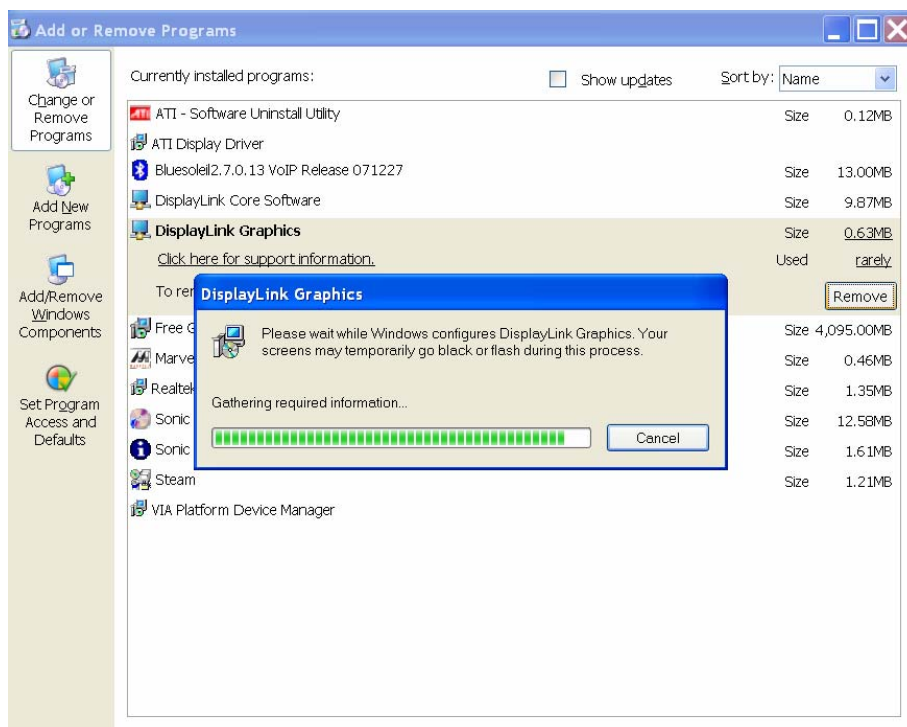 Add or Remove Programs
Change or
Remove
Programs
Add New
Programs
Add/Remove
Windows
Components
Set Program
Access and
Defaults
Currently installed programs:
Show updates
Sort by: Name
ATI - Software Uninstall Utility Size 0.12MB
ATI Display Driver
Bluesoleil2.7.0.13 VoIP Release 071227 Size 13.00MB
DisplayLink Core Software Size 9.87MB
DisplayLink Graphics Size 0.63MB
Click here for support information. Used rarely
To rer
Remove
DisplayLink Graphics
Please wait while Windows configures DisplayLink Graphics. Your
screens may temporarily go black or flash during this process.
Gathering required information...
Cancel
Free G Size 4,095.00MB
Marve Size 0.46MB
Realtek Size 1.35MB
Sonic Size 12.58MB
Sonic Size 1.61MB
Steam Size 1.21MB
VIA Platform Device Manager